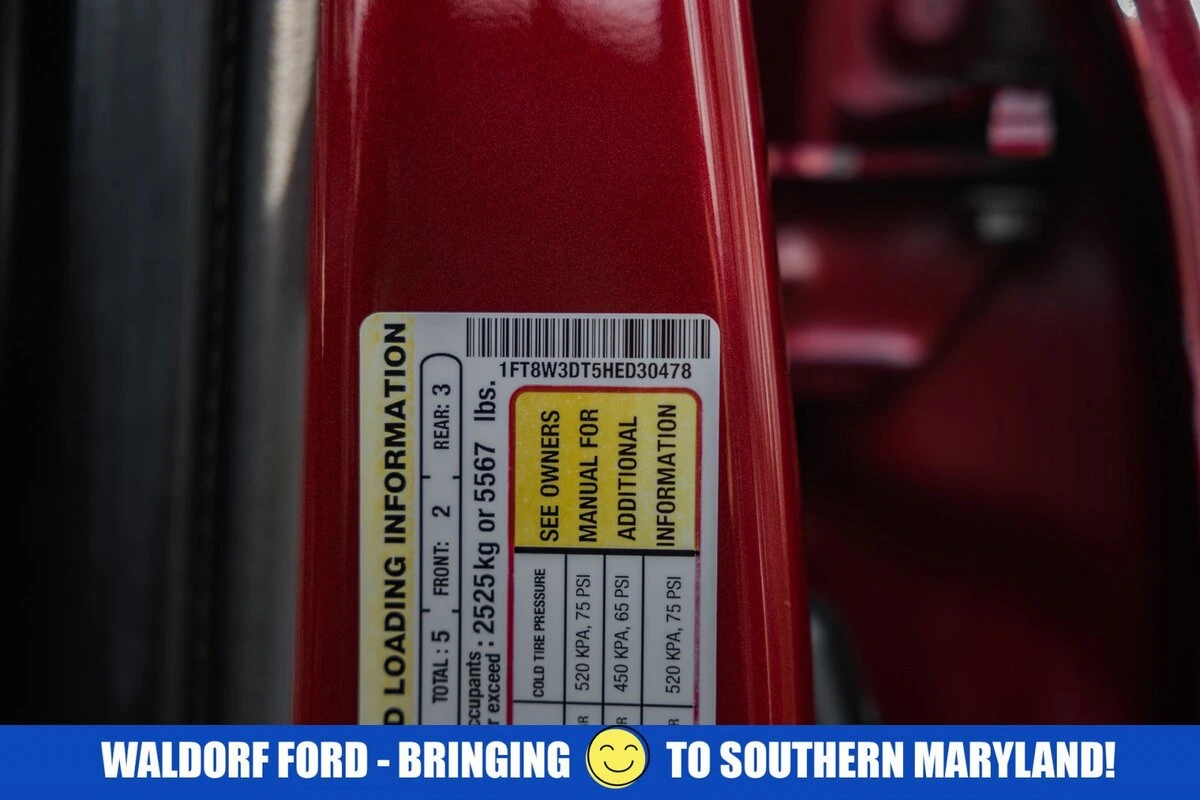 1FT8W3DT5HED30478
LOADING INFORMATION
TOTAL : 5 FRONT: 2 REAR: 3
: 2525 kg or 5567 lbs.
COLD TIRE PRESSURE
520 KPA, 75 PSI
450 KPA, 65 PSI
520 KPA, 75 PSI
SEE OWNERS
MANUAL FOR
ADDITIONAL
INFORMATION
WALDORF FORD - BRINGING TO SOUTHERN MARYLAND!